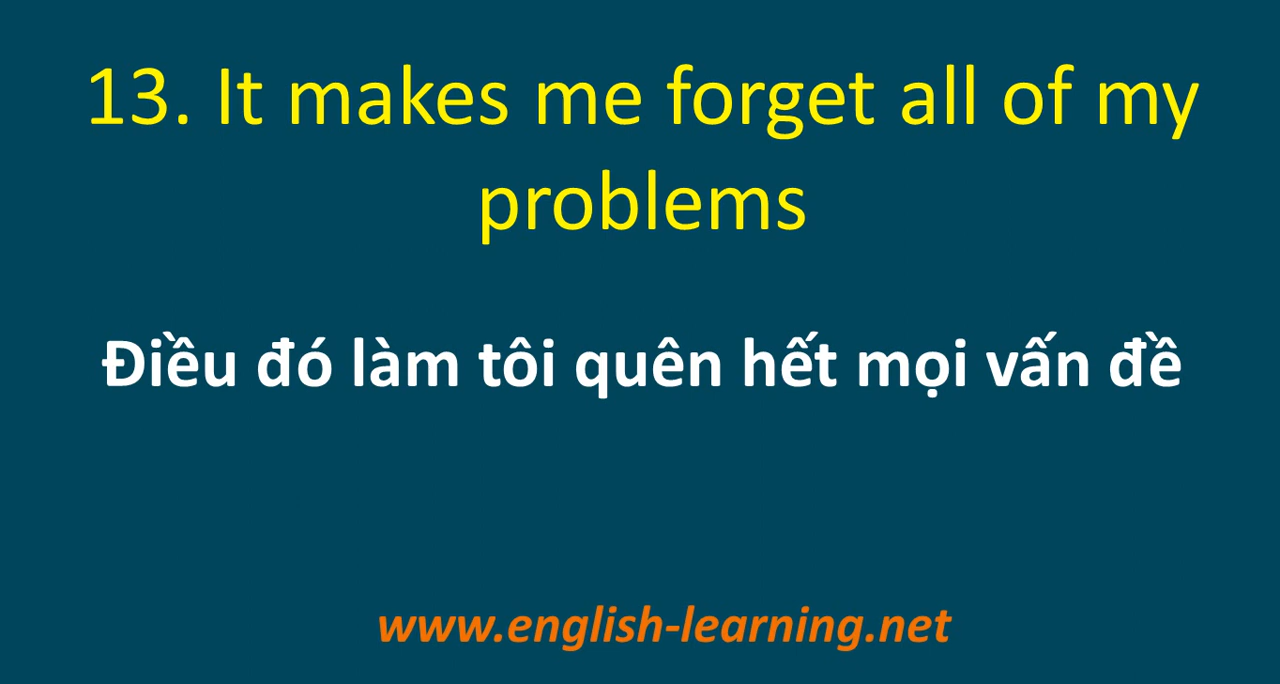 13. It makes me forget all of my
problems
Điều đó làm tôi quên hết mọi vấn đề
www.english-learning.net